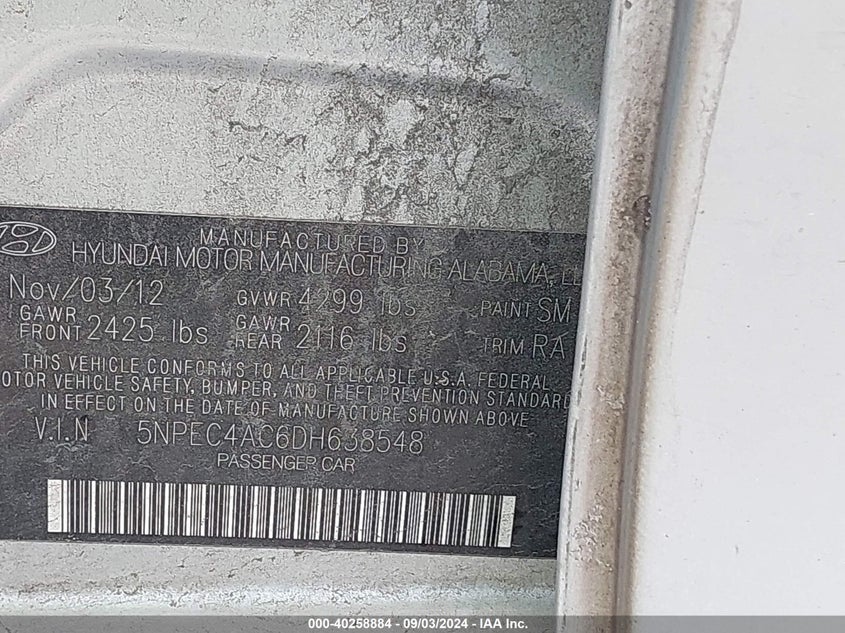 MANUFACTURED BY
HYUNDAI MOTOR MANUFACTURING ALABAMA,
Nov/03/12 GVWR 4299 lbs PAINT SM
GAWR FRONT 2425 lbs GAWR REAR 2116 lbs TRIM RA
THIS VEHICLE CONFORMS TO ALL APPLICABLE U.S.A. FEDERAL
OTOR VEHICLE SAFETY, BUMPER, AND THEFT PREVENTION STANDARD
IN EFFECT ON THE DATE OF MANUFACTURE SHOWN ABOVE
V.I.N 5NPEC4AC6DH638548
PASSENGER CAR
000-40258884 - 09/03/2024 - IAA Inc.